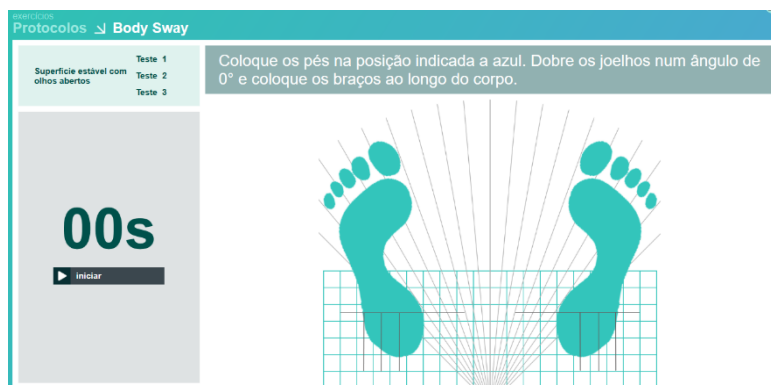 exercícios
Protocolos Body Sway
Superfície estável com
olhos abertos
Teste 1
Teste 2
Teste 3
Coloque os pés na posição indicada a azul. Dobre os joelhos num ângulo de
0° e coloque os braços ao longo do corpo.
00s
iniciar